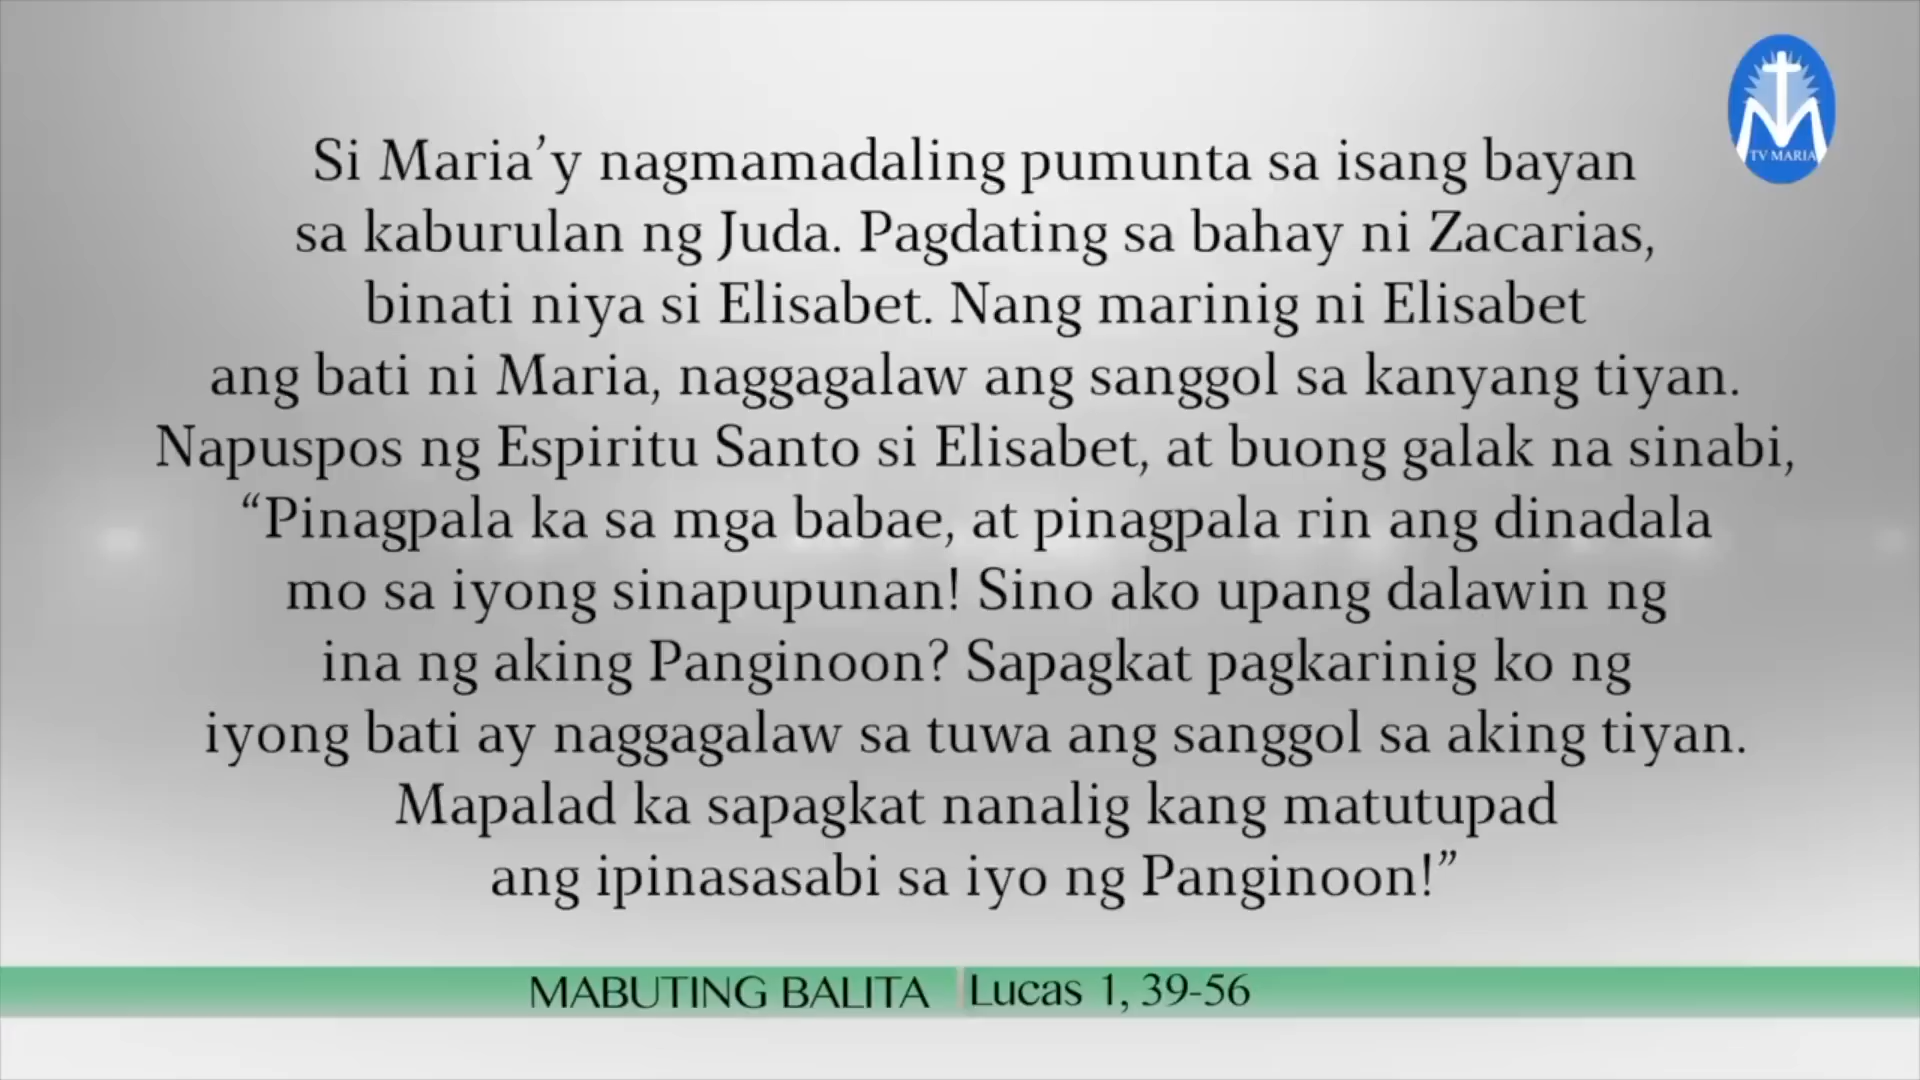 TV MARIA
Si Maria’y nagmamadaling pumunta sa isang bayan
sa kaburulan ng Juda. Pagdating sa bahay ni Zacarias,
binati niya si Elisabet. Nang marinig ni Elisabet
ang bati ni Maria, naggagalaw ang sanggol sa kanyang tiyan.
Napuspos ng Espiritu Santo si Elisabet, at buong galak na sinabi,
“Pinagpala ka sa mga babae, at pinagpala rin ang dinadala
mo sa iyong sinapupunan! Sino ako upang dalawin ng
ina ng aking Panginoon? Sapagkat pagkarinig ko ng
iyong bati ay naggagalaw sa tuwa ang sanggol sa aking tiyan.
Mapalad ka sapagkat nanalig kang matutupad
ang ipinasasabi sa iyo ng Panginoon!”
MABUTING BALITA Lucas 1, 39-56